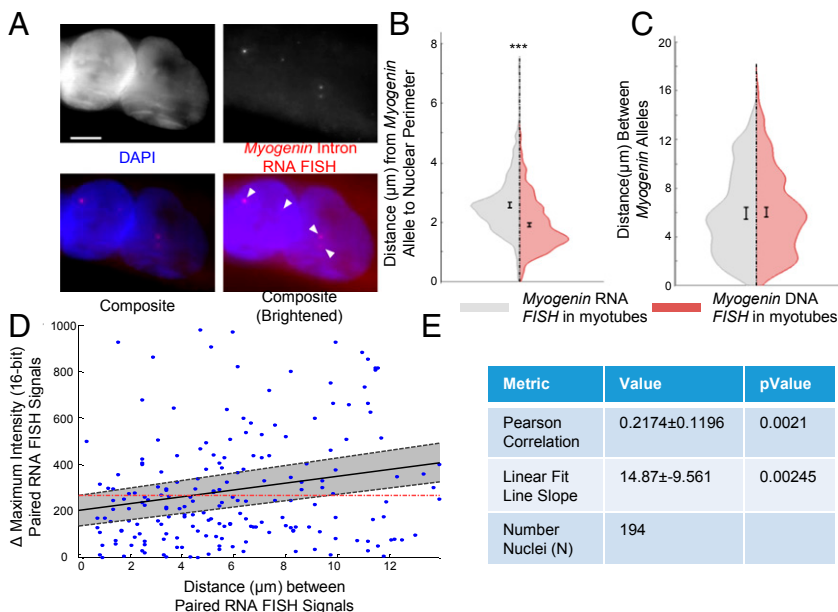 A
DAPI
Myogenin Intron
RNA FISH
Composite
Composite
(Brightened)
B
Distance (µm) from Myogenin
Allele to Nuclear Perimeter
8
6
4
2
0
***
C
Distance(µm) Between
Myogenin Alleles
20
16
12
8
4
0
Myogenin RNA
FISH in myotubes
Myogenin DNA
FISH in myotubes
D
Δ Maximum Intensity (16-bit)
Paired RNA FISH Signals
1000
800
600
400
200
0
0 2 4 6 8 10 12
Distance (µm) between
Paired RNA FISH Signals
E
Metric Value pValue
Pearson
Correlation
0.2174±0.1196 0.0021
Linear Fit
Line Slope
14.87±-9.561 0.00245
Number
Nuclei (N)
194